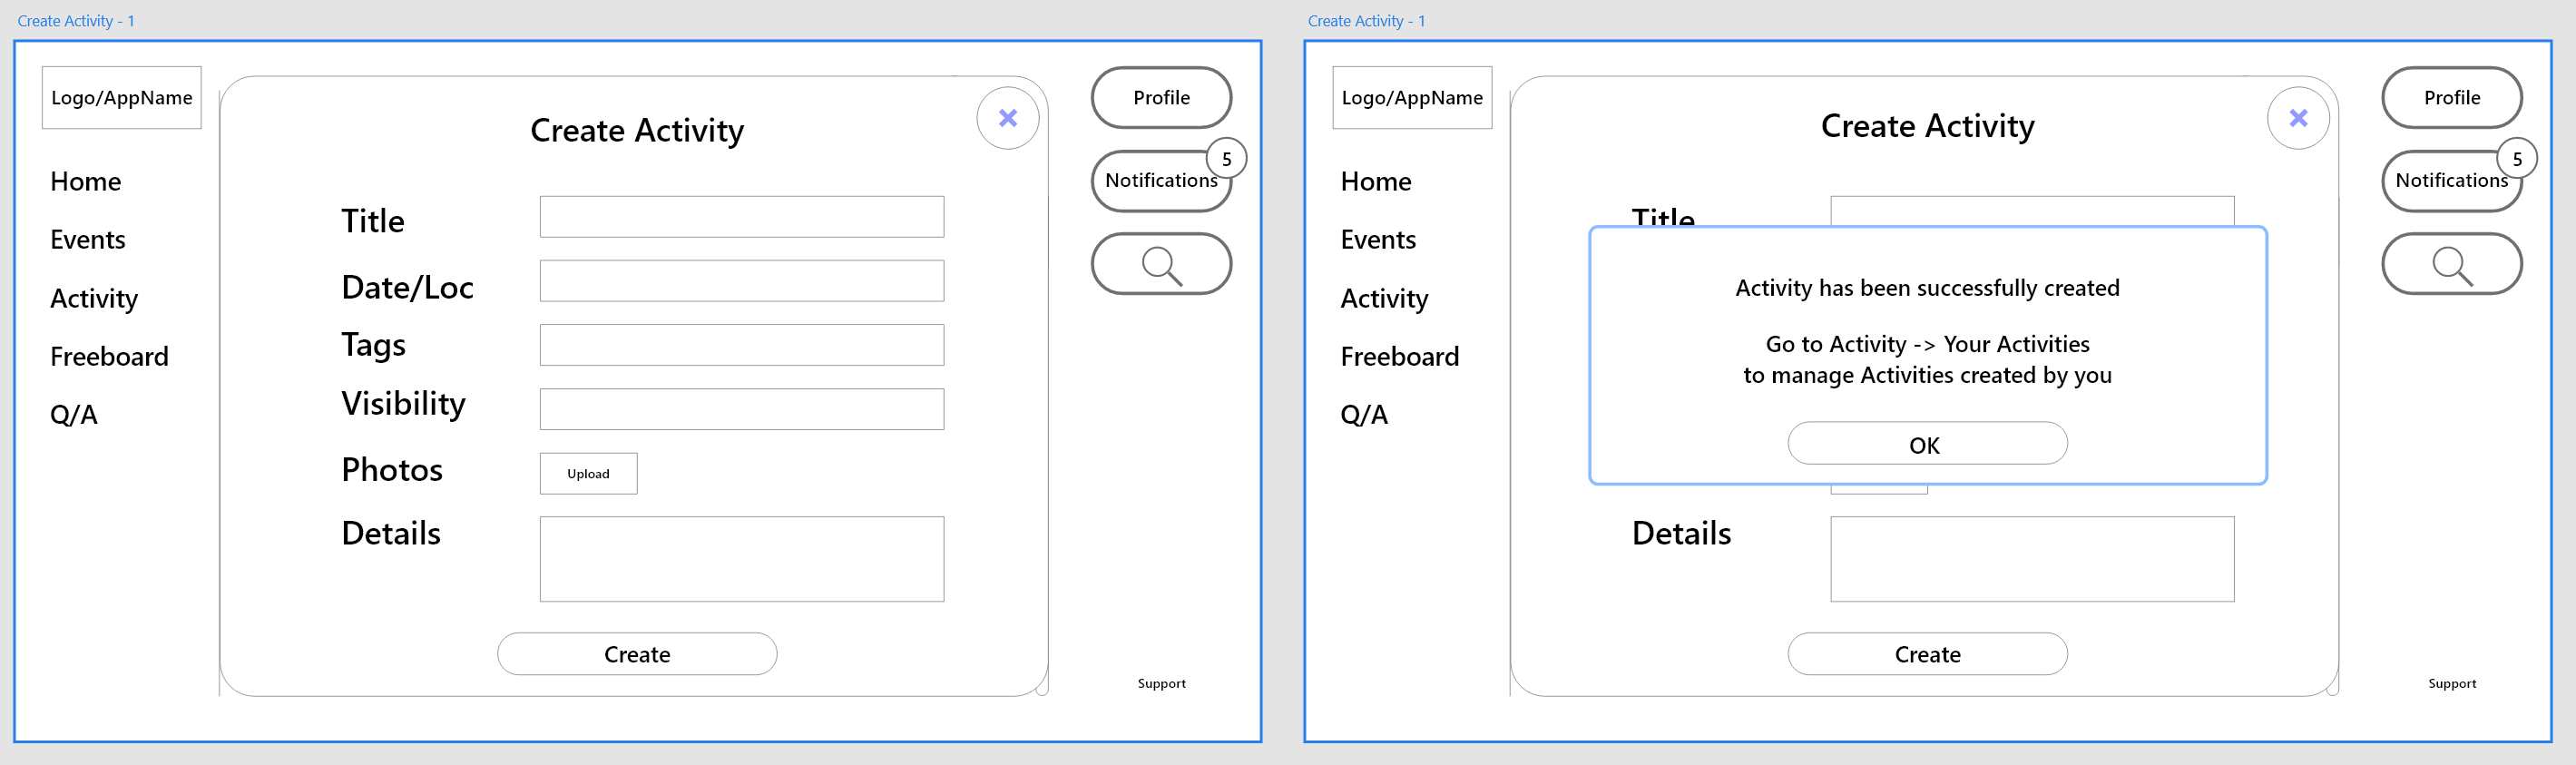 Create Activity - 1
Logo/AppName
Home
Events
Activity
Freeboard
Q/A
Create Activity
Title
Date/Loc
Tags
Visibility
Photos
Upload
Details
Create
Profile
Notifications
5
Support
Create Activity - 1
Logo/AppName
Home
Events
Activity
Freeboard
Q/A
Create Activity
Title
Activity has been successfully created
Go to Activity -> Your Activities
to manage Activities created by you
OK
Details
Create
Profile
Notifications
5
Support